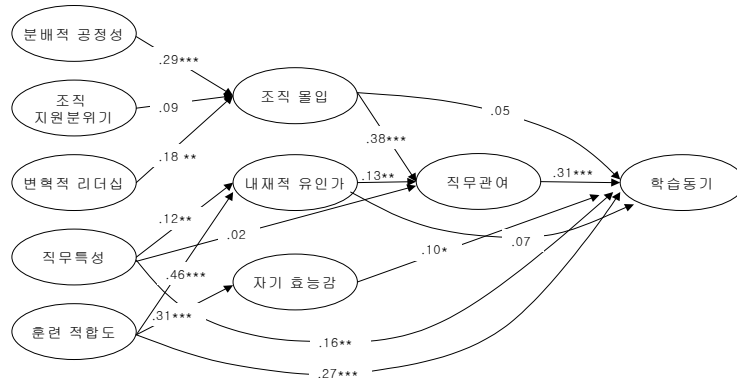 분배적 공정성
.29***
조직
지원분위기
.09
조직 몰입
.05
.38***
변혁적 리더십
.18 **
내재적 유인가
.13**
직무관여
.31***
학습동기
.12**
.02
직무특성
.07
.10*
.46***
자기 효능감
훈련 적합도
.31***
.16**
.27***